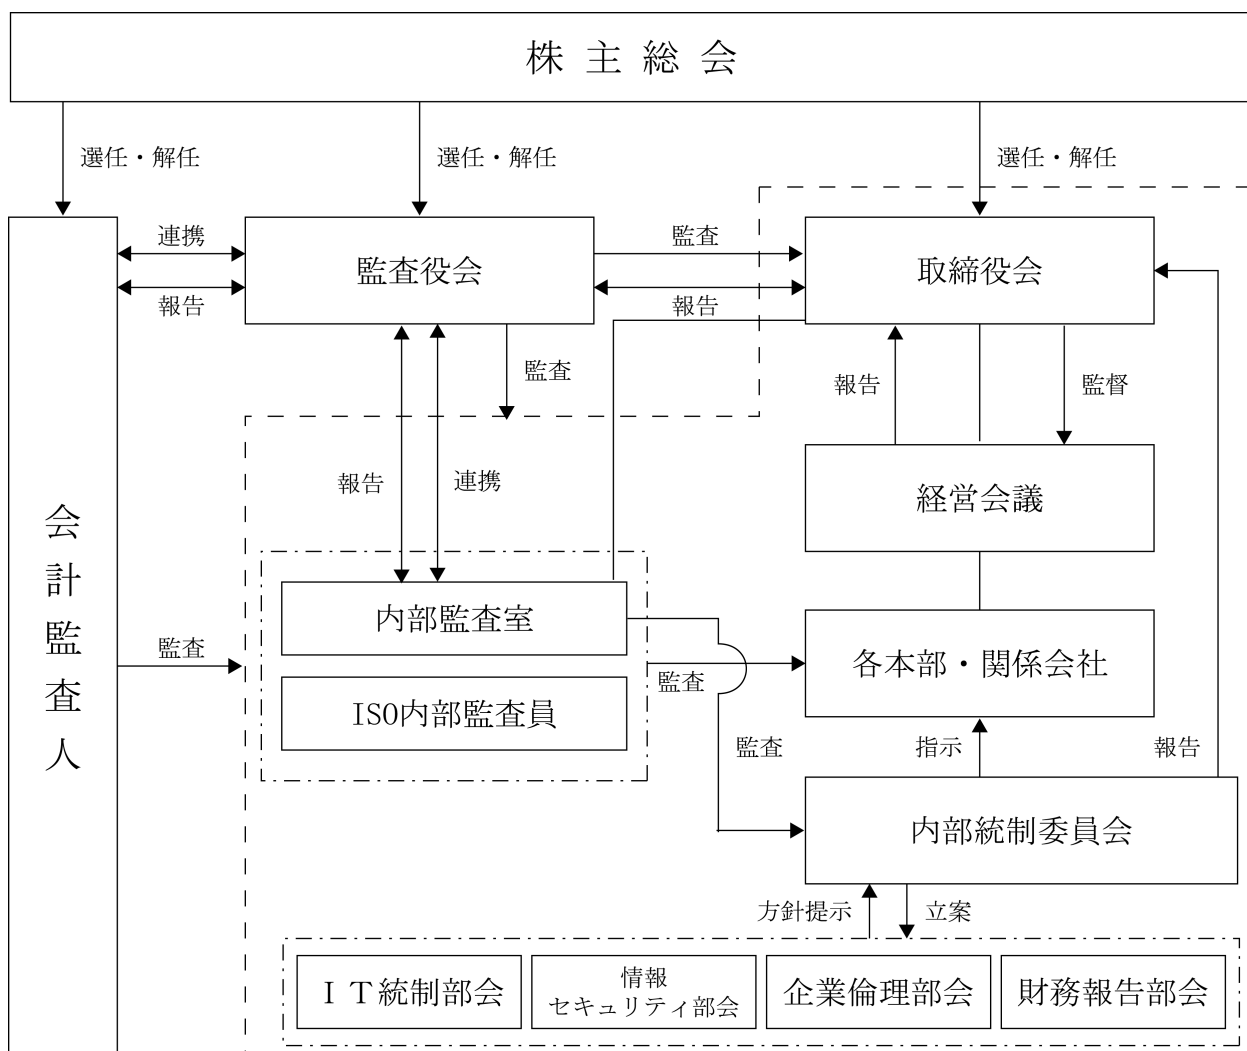 株主総会
選任・解任
選任・解任
選任・解任
連携
報告
監査役会
監査
報告
取締役会
監査
報告
監督
報告
連携
経営会議
会計監査人
監査
内部監査室
ISO内部監査員
監査
各本部・関係会社
監査
指示
報告
内部統制委員会
方針提示
立案
ＩＴ統制部会
情報
セキュリティ部会
企業倫理部会
財務報告部会